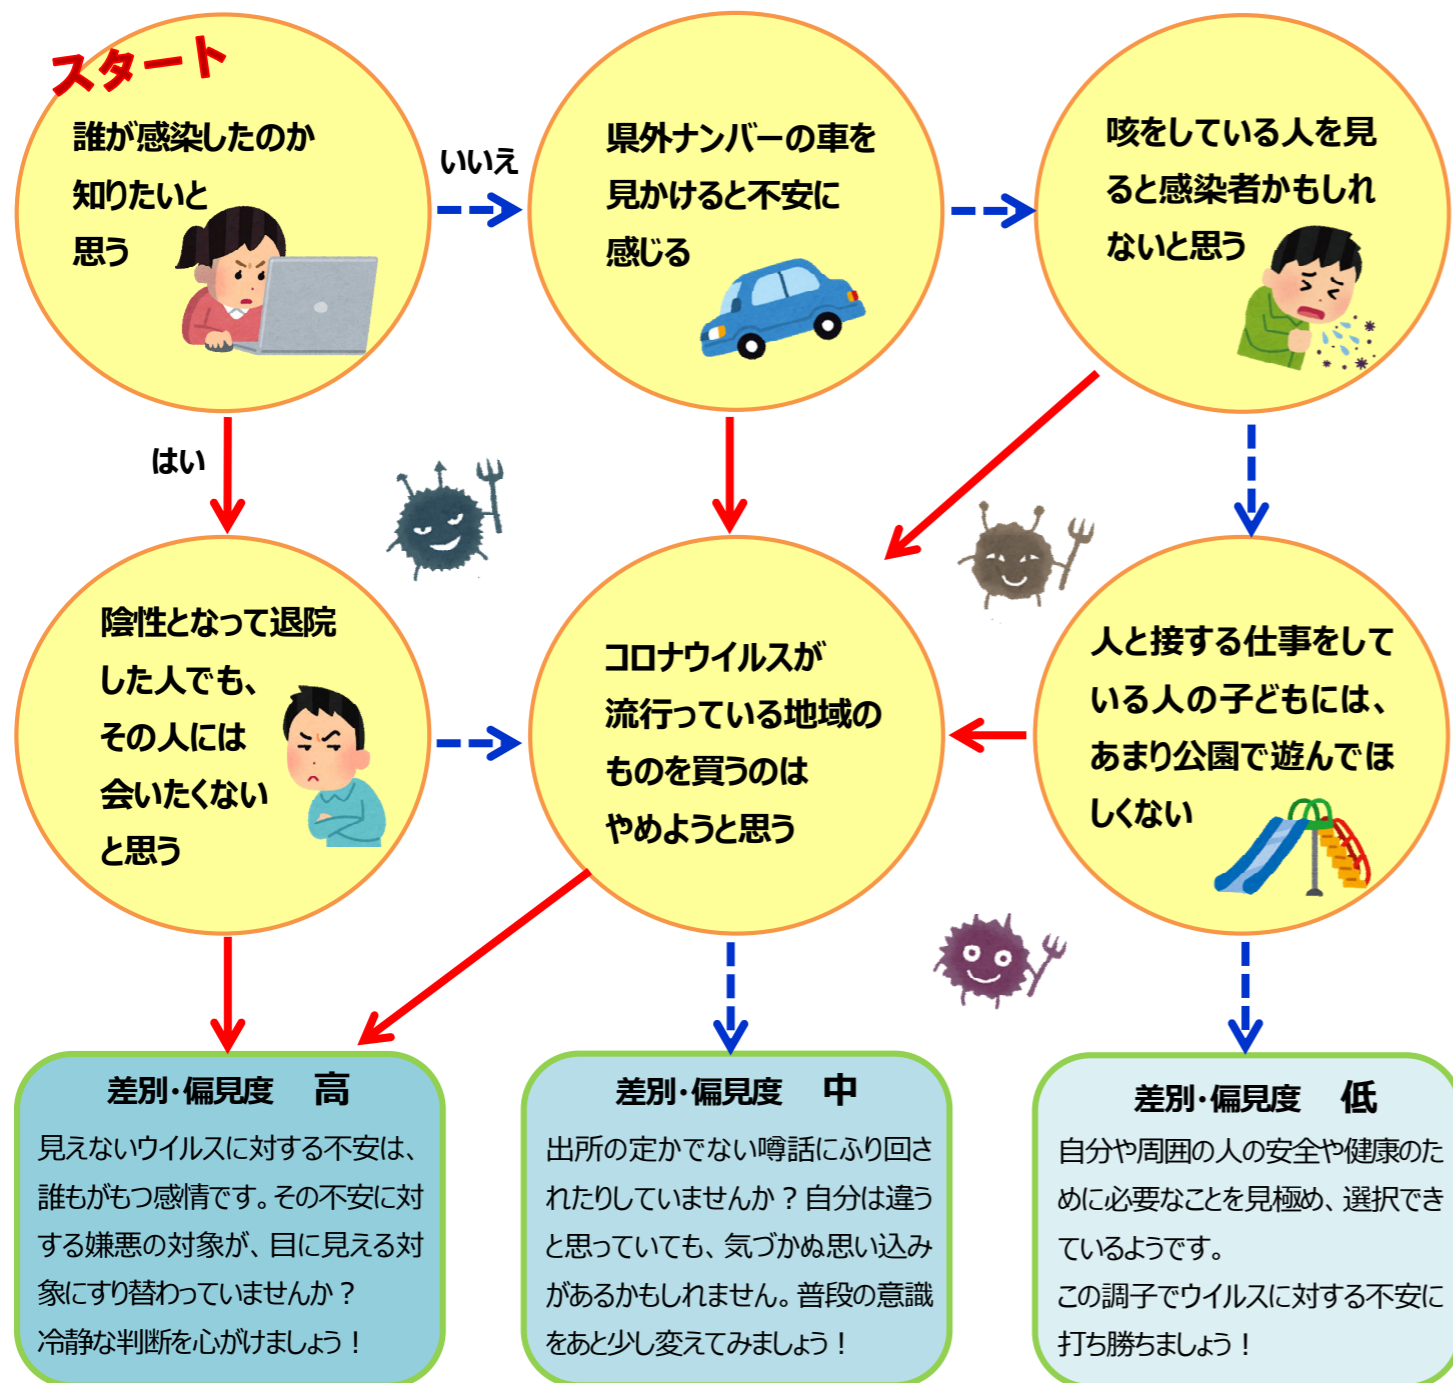 スタート
誰が感染したのか
知りたいと
思う
いいえ
県外ナンバーの車を
見かけると不安に
感じる
咳をしている人を見
ると感染者かもしれ
ないと思う
はい
陰性となって退院
した人でも、
その人には
会いたくない
と思う
コロナウイルスが
流行っている地域の
ものを買うのは
やめようと思う
人と接する仕事をして
いる人の子どもには、
あまり公園で遊んでほ
しくない
差別・偏見度　高
見えないウイルスに対する不安は、
誰もがもつ感情です。その不安に対
する嫌悪の対象が、目に見える対
象にすり替わっていませんか？
冷静な判断を心がけましょう！
差別・偏見度　中
出所の定かでない噂話にふり回さ
れたりしていませんか？自分は違う
と思っていても、気づかぬ思い込み
があるかもしれません。普段の意識
をあと少し変えてみましょう！
差別・偏見度　低
自分や周囲の人の安全や健康のた
めに必要なことを見極め、選択でき
ているようです。
この調子でウイルスに対する不安に
打ち勝ちましょう！